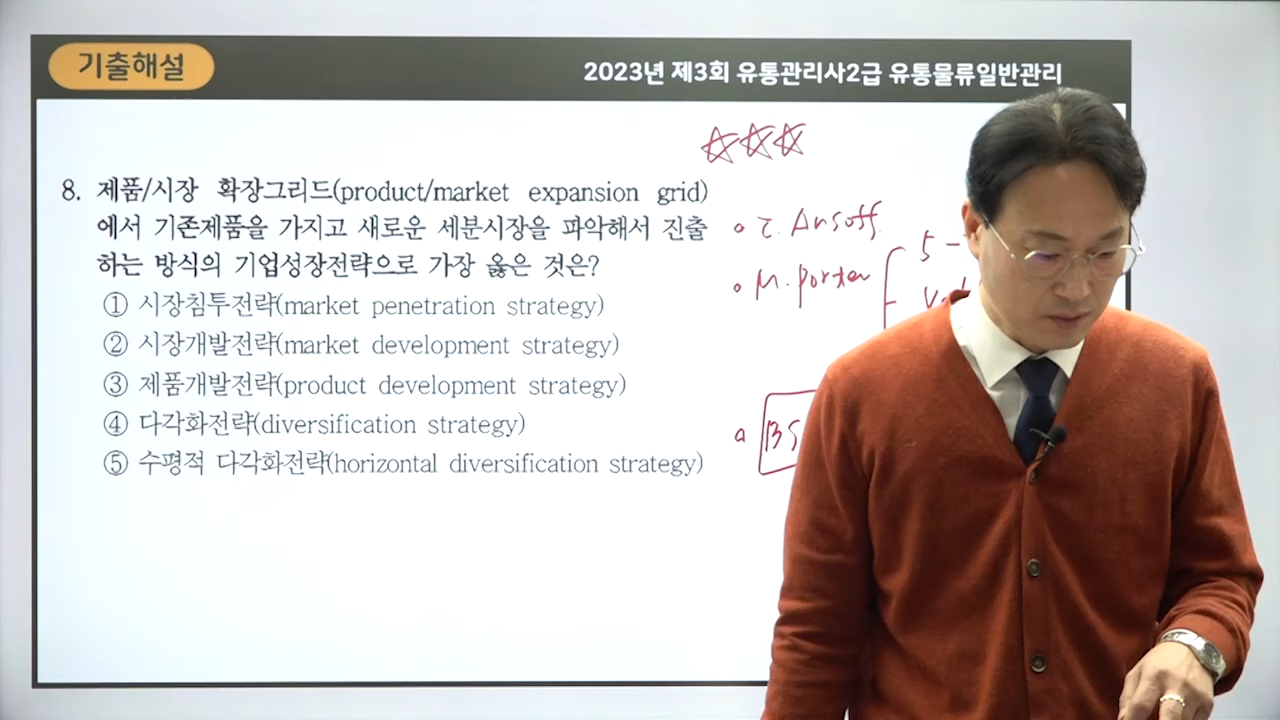 기출해설
2023년 제3회 유통관리사2급 유통물류일반관리
8. 제품/시장 확장그리드(product/market expansion grid)
에서 기존제품을 가지고 새로운 세분시장을 파악해서 진출
하는 방식의 기업성장전략으로 가장 옳은 것은?
① 시장침투전략(market penetration strategy)
② 시장개발전략(market development strategy)
③ 제품개발전략(product development strategy)
④ 다각화전략(diversification strategy)
⑤ 수평적 다각화전략(horizontal diversification strategy)
Ansoff
M. Porter
5 -